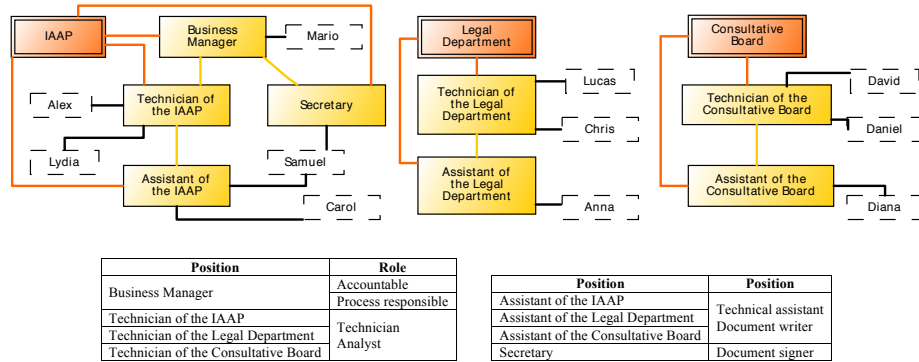 IAAP
Business
Manager
Mario
Legal
Department
Consultative
Board
Alex
Technician of
the IAAP
Secretary
Technician of
the Legal
Department
Lucas
Technician of the
Consultative Board
David
Chris
Daniel
Lydia
Samuel
Assistant of
the IAAP
Assistant of
the Legal
Department
Assistant of the
Consultative Board
Carol
Anna
Diana
Position Role
Business Manager Accountable
Process responsible
Technician of the IAAP Technician
Technician of the Legal Department Analyst
Technician of the Consultative Board
Position Position
Assistant of the IAAP Technical assistant
Assistant of the Legal Department Document writer
Assistant of the Consultative Board
Secretary Document signer